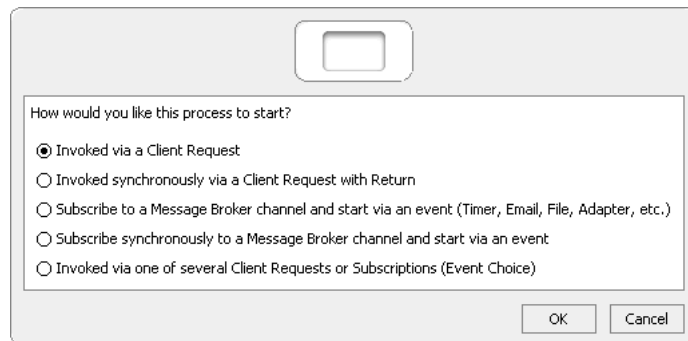 How would you like this process to start?
Invoked via a Client Request
Invoked synchronously via a Client Request with Return
Subscribe to a Message Broker channel and start via an event (Timer, Email, File, Adapter, etc.)
Subscribe synchronously to a Message Broker channel and start via an event
Invoked via one of several Client Requests or Subscriptions (Event Choice)
OK Cancel